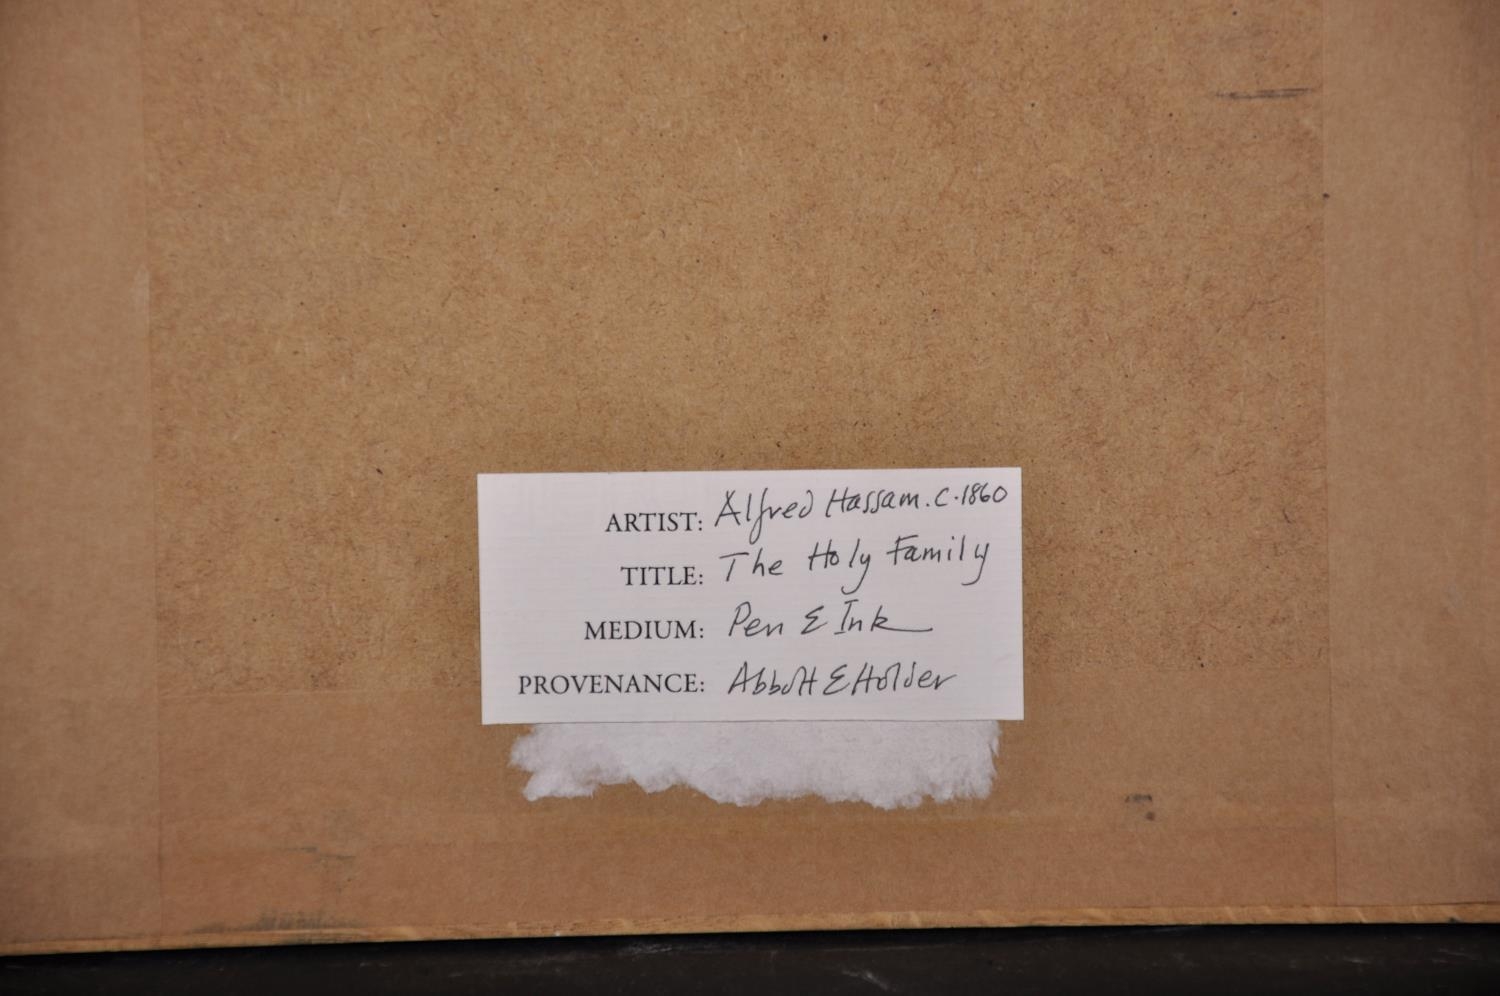 ARTIST: Alfred Hassam. C.1860
TITLE: The Holy Family
MEDIUM: Pen & Ink
PROVENANCE: Abbott & Holder